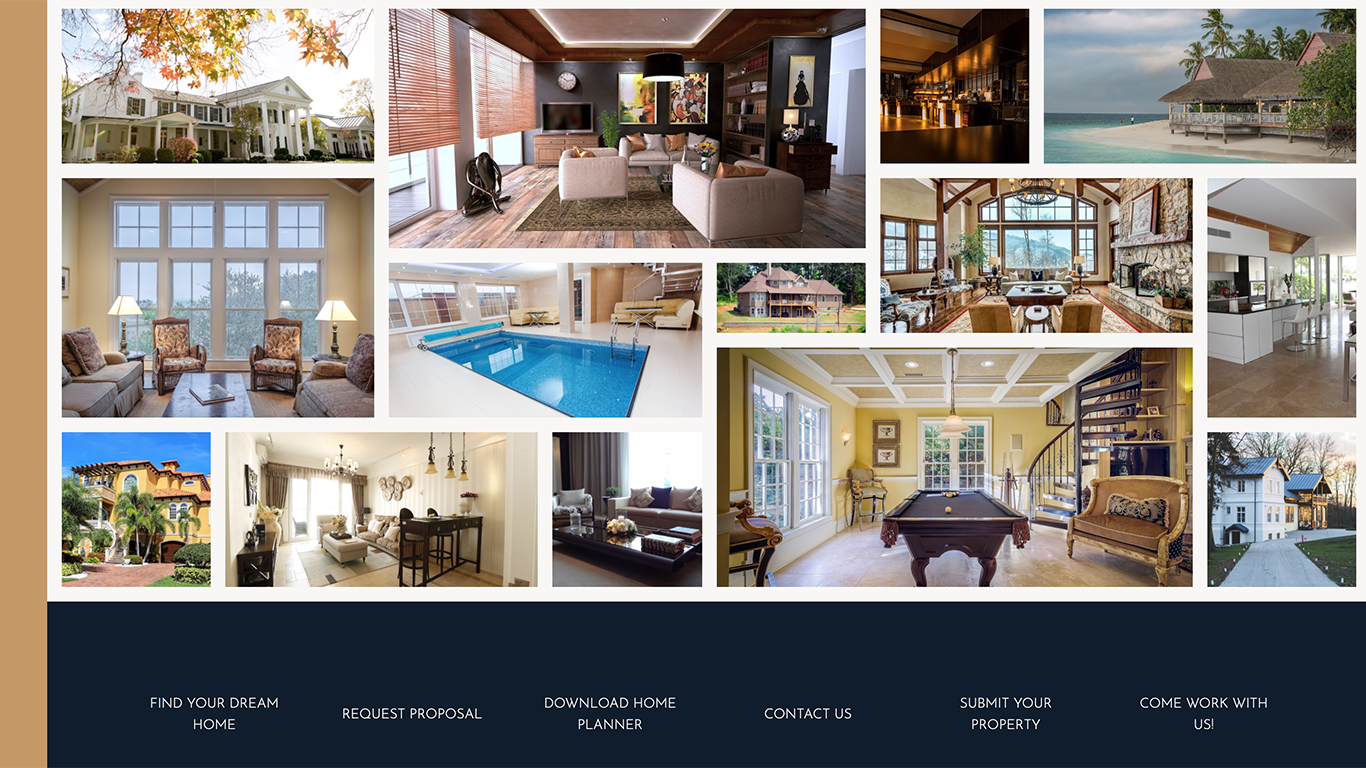 FIND YOUR DREAM
HOME
REQUEST PROPOSAL
DOWNLOAD HOME
PLANNER
CONTACT US
SUBMIT YOUR
PROPERTY
COME WORK WITH
US!